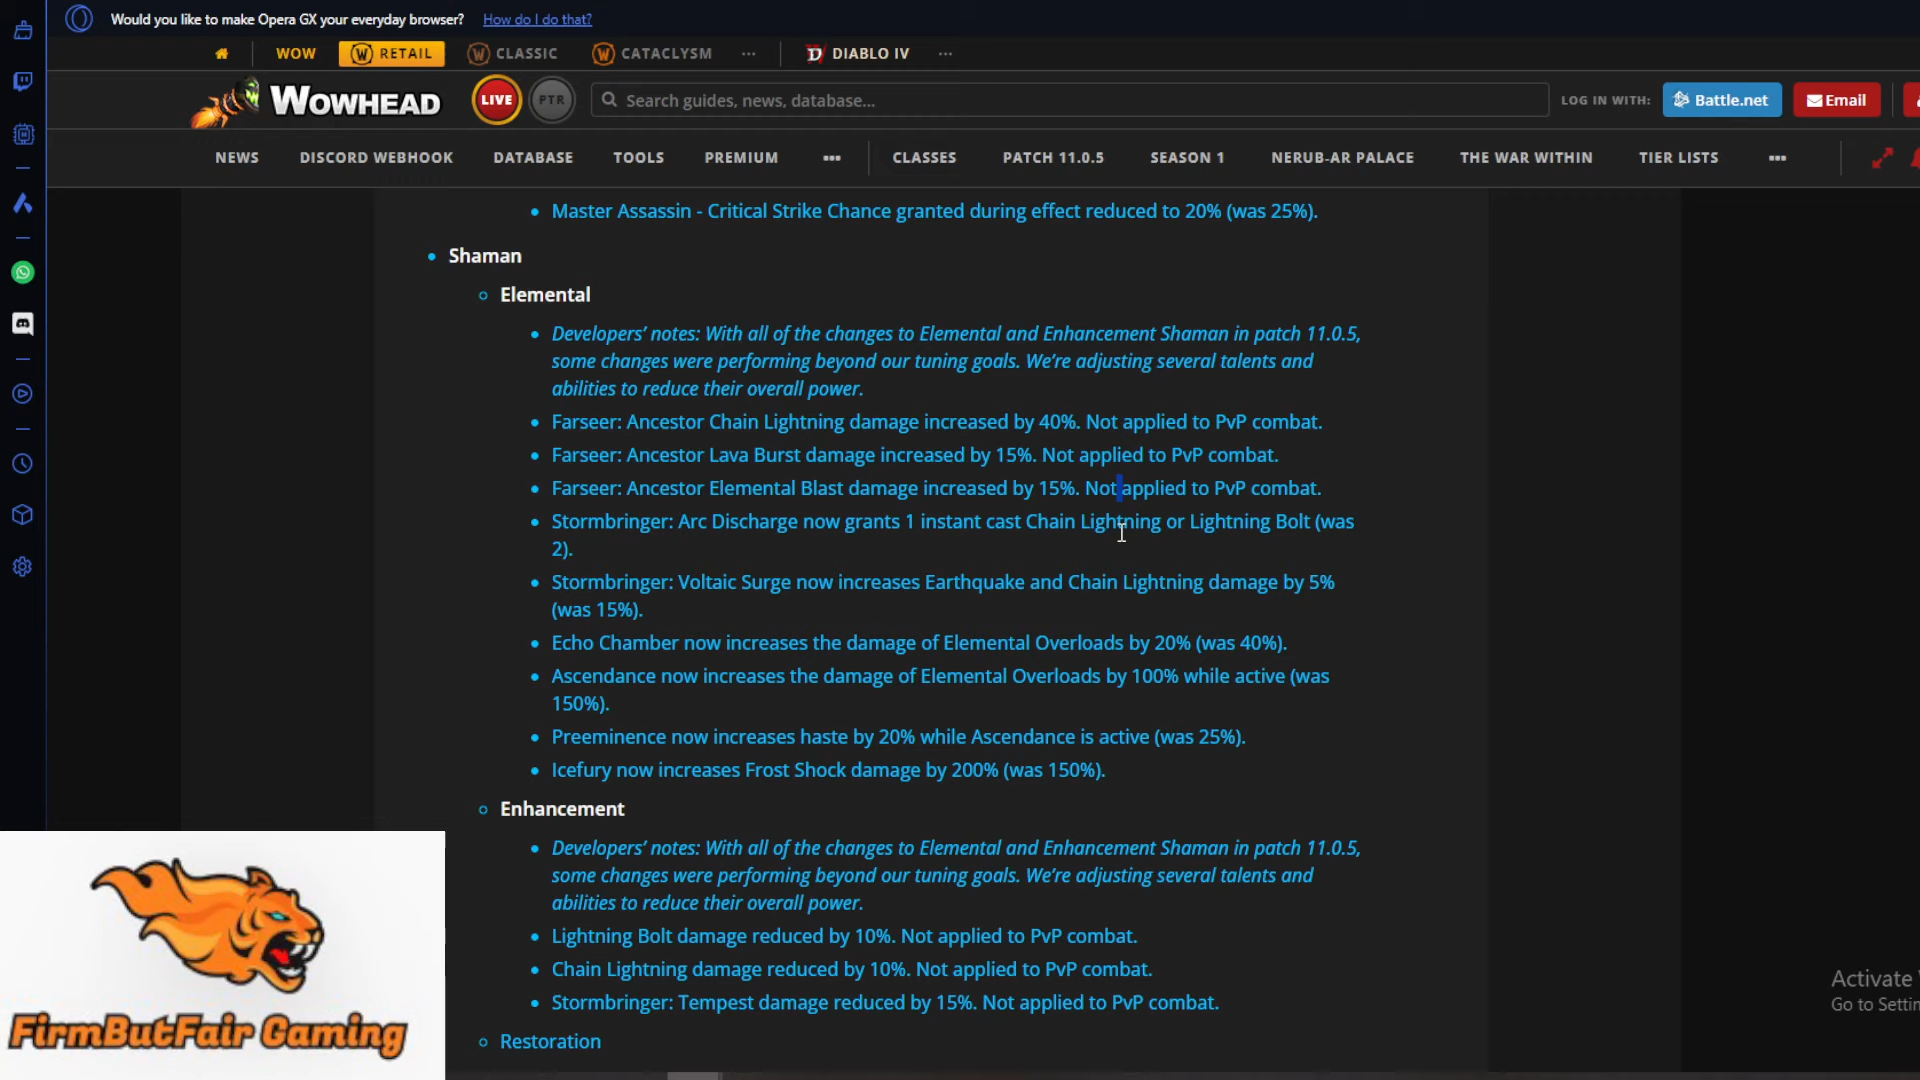 Would you like to make Opera GX your everyday browser? How do I do that?
WOW RETAIL CLASSIC CATACLYSM ... DIABLO IV ...
WOWHEAD LIVE PTR Search guides, news, database... LOG IN WITH: Battle.net Email
NEWS DISCORD WEBHOOK DATABASE TOOLS PREMIUM ... CLASSES PATCH 11.0.5 SEASON 1 NERUB-AR PALACE THE WAR WITHIN TIER LISTS ...
Master Assassin - Critical Strike Chance granted during effect reduced to 20% (was 25%).
Shaman
Elemental
Developers’ notes: With all of the changes to Elemental and Enhancement Shaman in patch 11.0.5,
some changes were performing beyond our tuning goals. We’re adjusting several talents and
abilities to reduce their overall power.
Farseer: Ancestor Chain Lightning damage increased by 40%. Not applied to PvP combat.
Farseer: Ancestor Lava Burst damage increased by 15%. Not applied to PvP combat.
Farseer: Ancestor Elemental Blast damage increased by 15%. Not applied to PvP combat.
Stormbringer: Arc Discharge now grants 1 instant cast Chain Lightning or Lightning Bolt (was
2).
Stormbringer: Voltaic Surge now increases Earthquake and Chain Lightning damage by 5%
(was 15%).
Echo Chamber now increases the damage of Elemental Overloads by 20% (was 40%).
Ascendance now increases the damage of Elemental Overloads by 100% while active (was
150%).
Preeminence now increases haste by 20% while Ascendance is active (was 25%).
Icefury now increases Frost Shock damage by 200% (was 150%).
Enhancement
Developers’ notes: With all of the changes to Elemental and Enhancement Shaman in patch 11.0.5,
some changes were performing beyond our tuning goals. We’re adjusting several talents and
abilities to reduce their overall power.
Lightning Bolt damage reduced by 10%. Not applied to PvP combat.
Chain Lightning damage reduced by 10%. Not applied to PvP combat.
Stormbringer: Tempest damage reduced by 15%. Not applied to PvP combat.
Restoration
FirmButFair Gaming
Activate
Go to Settin